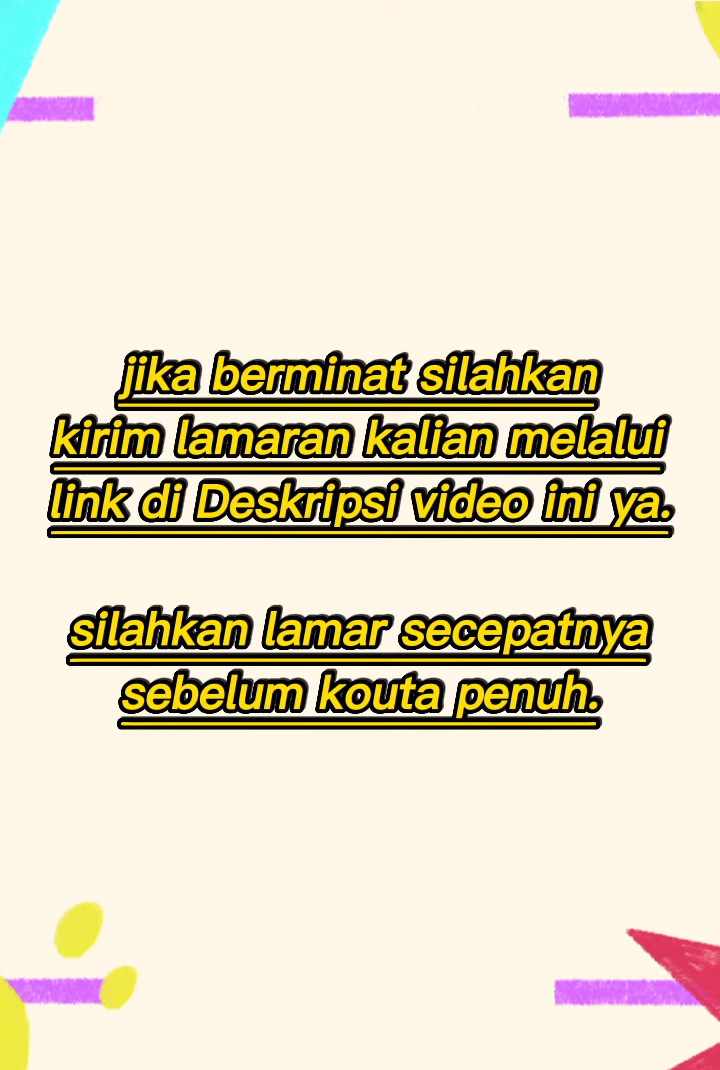 jika berminat silahkan
kirim lamaran kalian melalui
link di Deskripsi video ini ya.
silahkan lamar secepatnya
sebelum kouta penuh.